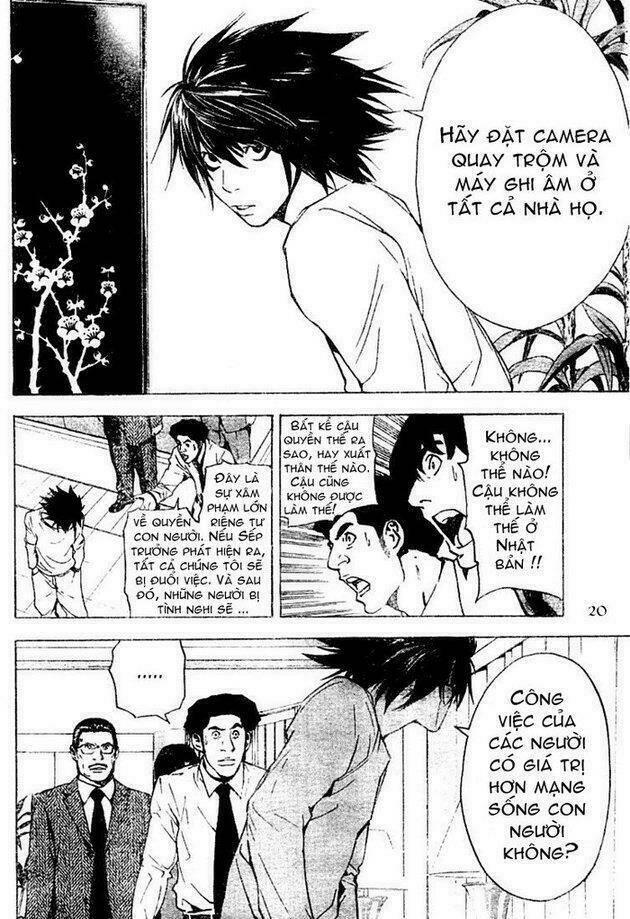 HÃY ĐẶT CAMERA
QUAY TRỘM VÀ
MÁY GHI ÂM Ở
TẤT CẢ NHÀ HỌ.
KHÔNG...
KHÔNG
THỂ NÀO!
CẬU KHÔNG
THỂ LÀM
THẾ Ở
NHẬT
BẢN !!
BẤT KỂ CẬU
QUYỀN THẾ RA
SAO, HAY XUẤT
THÂN THẾ NÀO.
CẬU CŨNG
KHÔNG ĐƯỢC
LÀM THẾ!
ĐÂY LÀ
SỰ XÂM
PHẠM LỚN
VỀ QUYỀN RIÊNG TƯ
CON NGƯỜI. NẾU SẾP
TRƯỞNG PHÁT HIỆN RA,
TẤT CẢ CHÚNG TÔI SẼ
BỊ ĐUỔI VIỆC. VÀ SAU
ĐÓ, NHỮNG NGƯỜI BỊ
TÌNH NGHI SẼ ...
20
.....
CÔNG
VIỆC CỦA
CÁC NGƯỜI
CÓ GIÁ TRỊ
HƠN MẠNG
SỐNG CON
NGƯỜI
KHÔNG?